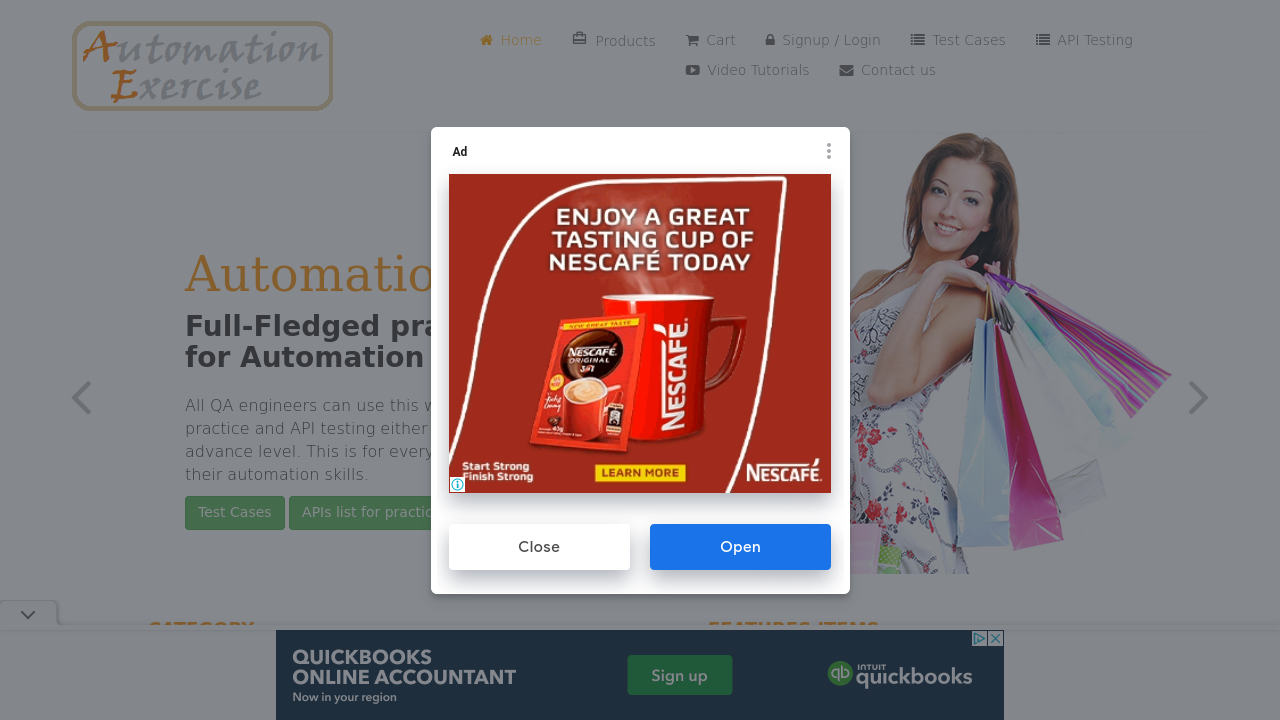 Automation
Exercise
Home
Products
Cart
Signup / Login
Test Cases
API Testing
Video Tutorials
Contact us
Ad
ENJOY A GREAT
TASTING CUP OF
NESCAFÉ TODAY
NEW GREAT TASTE
NESCAFÉ
ORIGINAL
3in1
NESCAFÉ.
Start Strong
Finish Strong
LEARN MORE
NESCAFÉ.
Close
Open
Automatio
Full-Fledged pra
for Automation
All QA engineers can use this w
practice and API testing either
advance level. This is for every
their automation skills.
Test Cases
APIs list for practic
CATEGORY
FEATURES ITEMS
QUICKBOOKS
ONLINE ACCOUNTANT
Now in your region
Sign up
qb
INTUIT
quickbooks